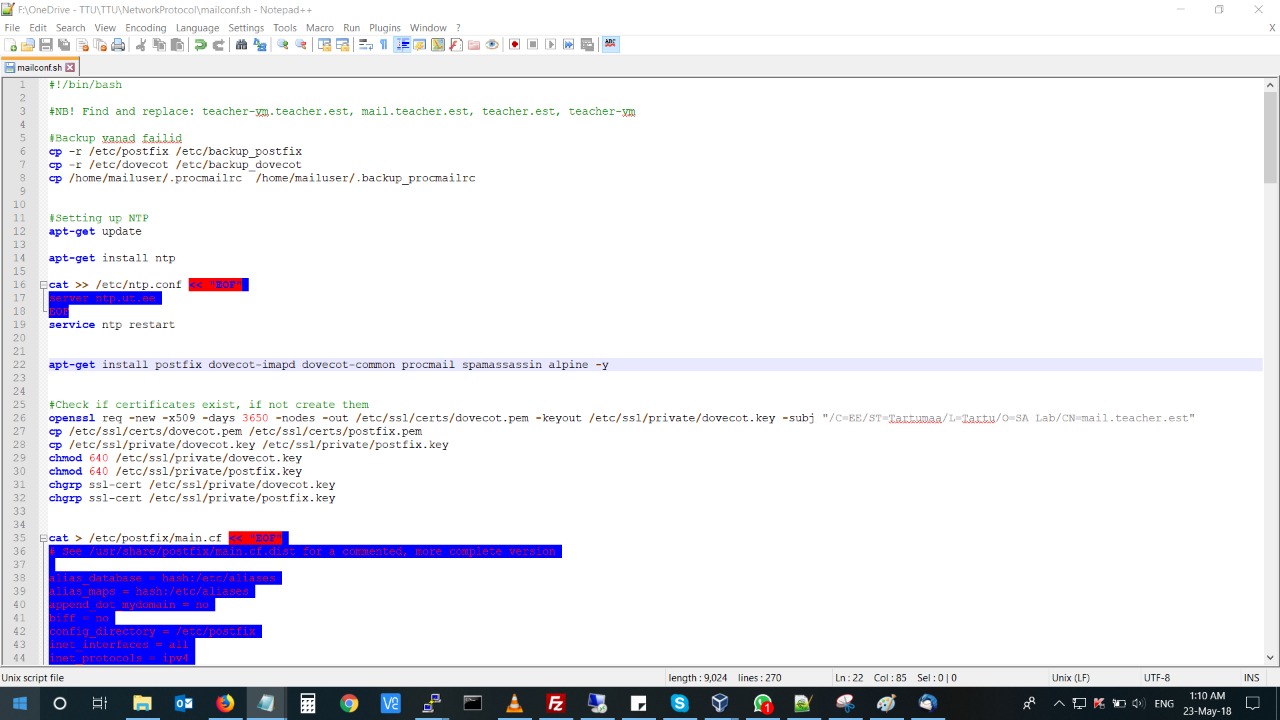 F:\OneDrive - TTU\TTU\NetworkProtocol\mailconf.sh - Notepad++
File Edit Search View Encoding Language Settings Tools Macro Run Plugins Window ? X
mailconf.sh
1 #!/bin/bash
2
3 #NB! Find and replace: teacher-vm.teacher.est, mail.teacher.est, teacher.est, teacher-vm
4
5 #Backup vanad failid
6 cp -r /etc/postfix /etc/backup_postfix
7 cp -r /etc/dovecot /etc/backup_dovecot
8 cp /home/mailuser/.procmailrc /home/mailuser/.backup_procmailrc
9
10
11 #Setting up NTP
12 apt-get update
13
14 apt-get install ntp
15
16 cat >> /etc/ntp.conf << "EOF"
17 server ntp.ut.ee
18 EOF
19 service ntp restart
20
21
22 apt-get install postfix dovecot-imapd dovecot-common procmail spamassassin alpine -y
23
24
25 #Check if certificates exist, if not create them
26 openssl req -new -x509 -days 3650 -nodes -out /etc/ssl/certs/dovecot.pem -keyout /etc/ssl/private/dovecot.key -subj "/C=EE/ST=Tartumaa/L=Tartu/O=SA Lab/CN=mail.teacher.est"
27 cp /etc/ssl/certs/dovecot.pem /etc/ssl/certs/postfix.pem
28 cp /etc/ssl/private/dovecot.key /etc/ssl/private/postfix.key
29 chmod 640 /etc/ssl/private/dovecot.key
30 chmod 640 /etc/ssl/private/postfix.key
31 chgrp ssl-cert /etc/ssl/private/dovecot.key
32 chgrp ssl-cert /etc/ssl/private/postfix.key
33
34
35 cat > /etc/postfix/main.cf << "EOF"
36 # See /usr/share/postfix/main.cf.dist for a commented, more complete version
37
38 alias_database = hash:/etc/aliases
39 alias_maps = hash:/etc/aliases
40 append_dot_mydomain = no
41 biff = no
42 config_directory = /etc/postfix
43 inet_interfaces = all
44 inet_protocols = ipv4
Unix script file length : 9,024 lines : 270 Ln : 22 Col : 85 Sel : 0 | 0 Unix (LF) UTF-8 INS
ENG 1:10 AM
23-May-18